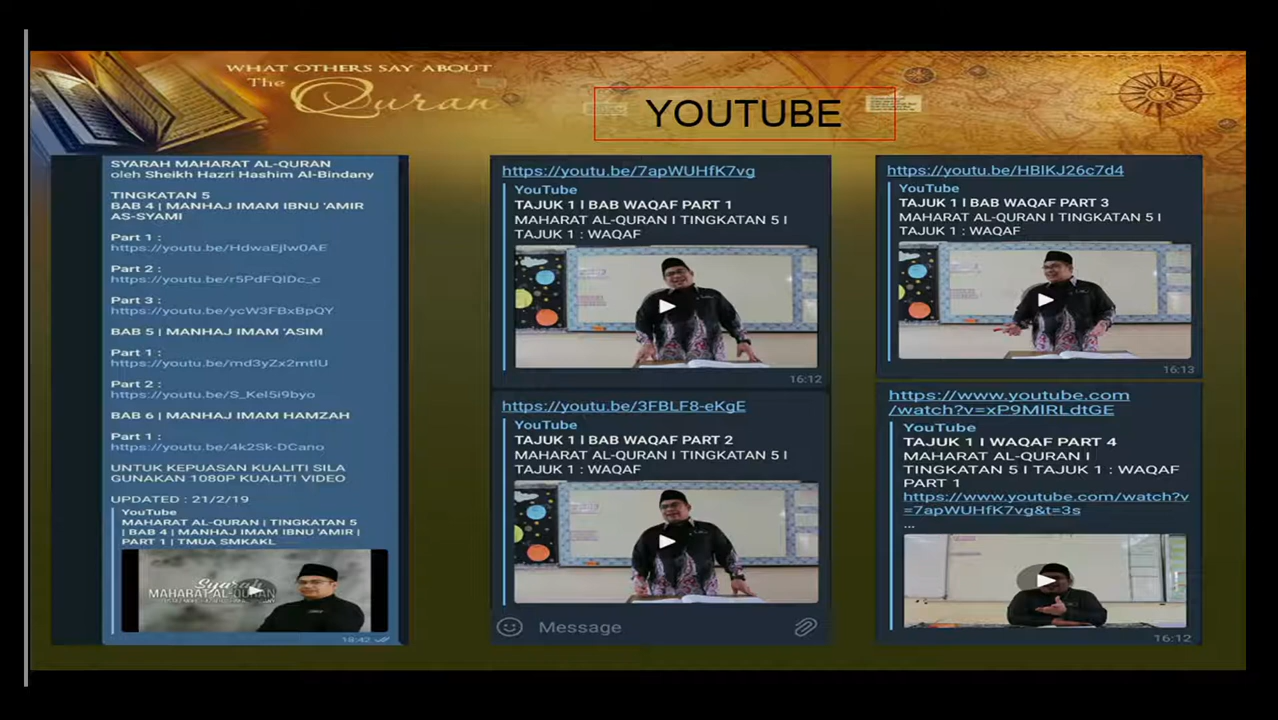 WHAT OTHERS SAY ABOUT
The Quran
YOUTUBE
SYARAH MAHARAT AL-QURAN
oleh Sheikh Hazri Hashim Al-Bindany
TINGKATAN 5
BAB 4 | MANHAJ IMAM IBNU 'AMIR
AS-SYAMI
Part 1 :
https://youtu.be/HdwaEjlw0AE
Part 2 :
https://youtu.be/r5PdFQlDc_c
Part 3 :
https://youtu.be/ycW3FBxBpQY
BAB 5 | MANHAJ IMAM 'ASIM
Part 1 :
https://youtu.be/md3yZx2mtlU
Part 2 :
https://youtu.be/S_Kel5i9byo
BAB 6 | MANHAJ IMAM HAMZAH
Part 1 :
https://youtu.be/4k2Sk-DCano
UNTUK KEPUASAN KUALITI SILA
GUNAKAN 1080P KUALITI VIDEO
UPDATED : 21/2/19
YouTube
MAHARAT AL-QURAN | TINGKATAN 5
| BAB 4 | MANHAJ IMAM IBNU 'AMIR |
PART 1 | TMUA SMKAKL
Syarah
MAHARAT AL-QURAN
18:42
https://youtu.be/7apWUHfK7vg
YouTube
TAJUK 1 I BAB WAQAF PART 1
MAHARAT AL-QURAN I TINGKATAN 5 I
TAJUK 1 : WAQAF
16:12
https://youtu.be/3FBLF8-eKgE
YouTube
TAJUK 1 I BAB WAQAF PART 2
MAHARAT AL-QURAN I TINGKATAN 5 I
TAJUK 1 : WAQAF
Message
https://youtu.be/HBlKJ26c7d4
YouTube
TAJUK 1 I BAB WAQAF PART 3
MAHARAT AL-QURAN I TINGKATAN 5 I
TAJUK 1 : WAQAF
16:13
https://www.youtube.com
/watch?v=xP9MIRLdtGE
YouTube
TAJUK 1 I WAQAF PART 4
MAHARAT AL-QURAN I
TINGKATAN 5 I TAJUK 1 : WAQAF
PART 1
https://www.youtube.com/watch?v
=7apWUHfK7vg&t=3s
...
16:12